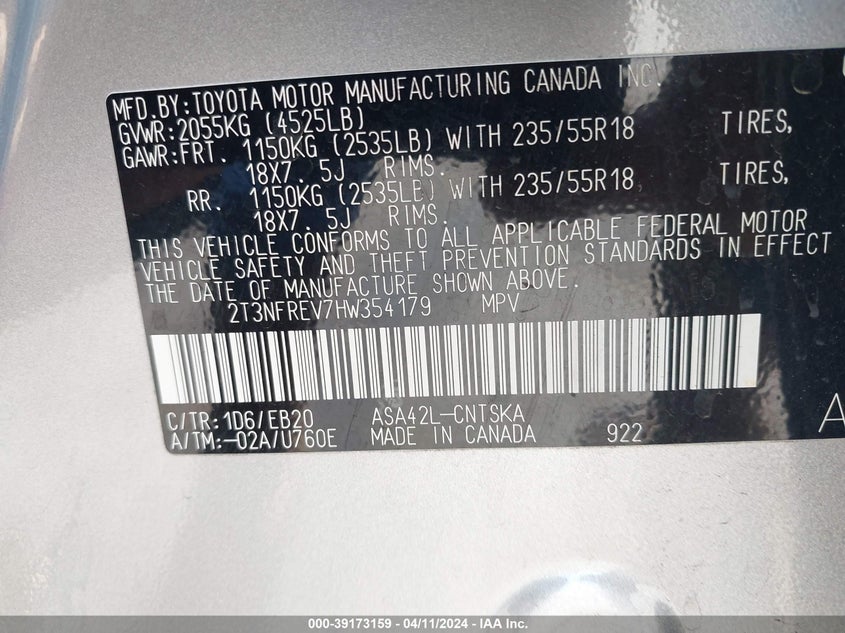 MFD.BY:TOYOTA MOTOR MANUFACTURING CANADA INC.
GVWR:2055KG (4525LB)
GAWR:FRT. 1150KG (2535LB) WITH 235/55R18 TIRES,
18X7. 5J RIMS.
RR. 1150KG (2535LB) WITH 235/55R18 TIRES,
18X7. 5J RIMS.
THIS VEHICLE CONFORMS TO ALL APPLICABLE FEDERAL MOTOR
VEHICLE SAFETY AND THEFT PREVENTION STANDARDS IN EFFECT
THE DATE OF MANUFACTURE SHOWN ABOVE.
2T3NFREV7HW354179 MPV
C/TR:1D6/EB20 ASA42L-CNTSKA
A/TM:-02A/U760E MADE IN CANADA 922
000-39173159 - 04/11/2024 - IAA Inc.